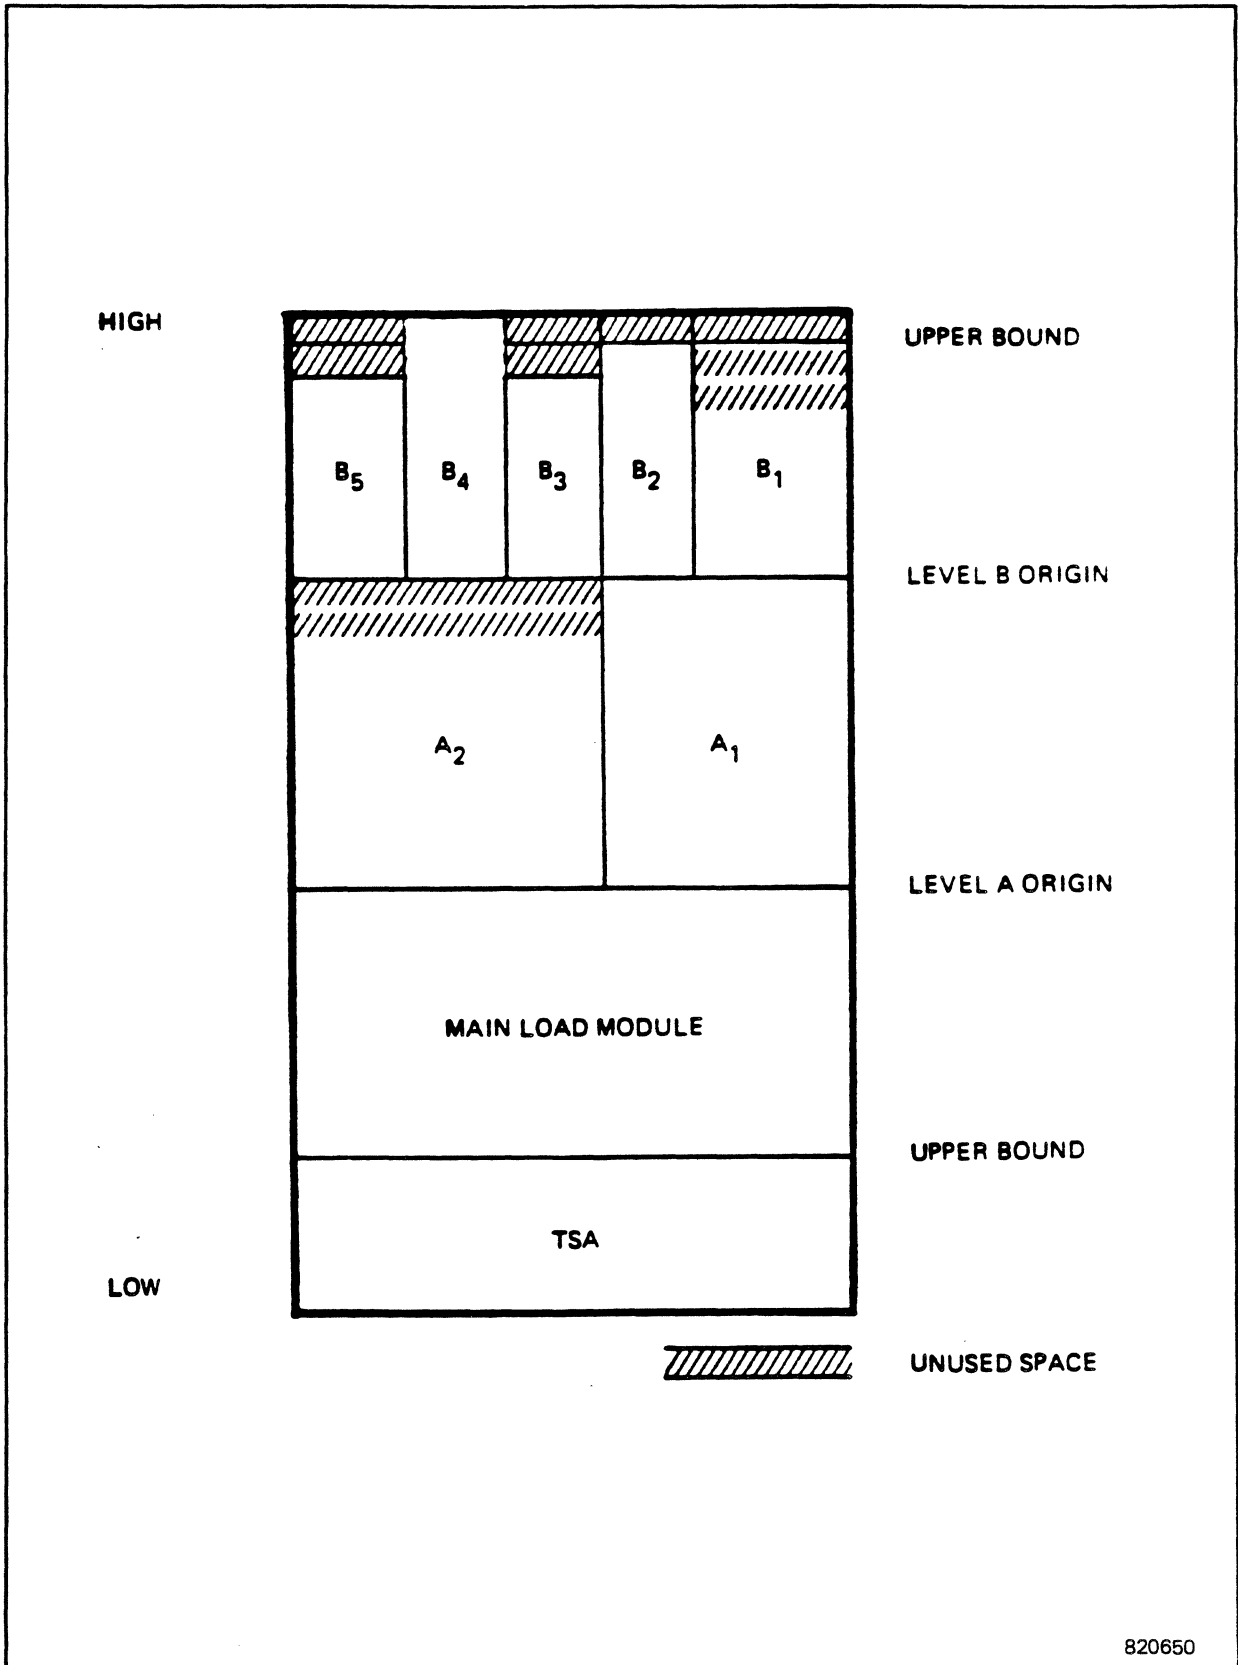 HIGH
UPPER BOUND
B5 B4 B3 B2 B1
LEVEL B ORIGIN
A2 A1
LEVEL A ORIGIN
MAIN LOAD MODULE
UPPER BOUND
TSA
LOW
UNUSED SPACE
820650